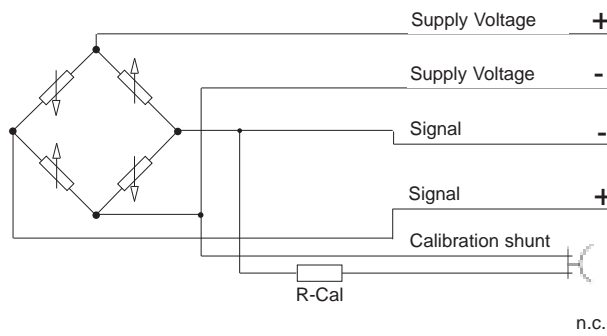 Supply Voltage +
Supply Voltage -
Signal -
Signal +
Calibration shunt
R-Cal
n.c.